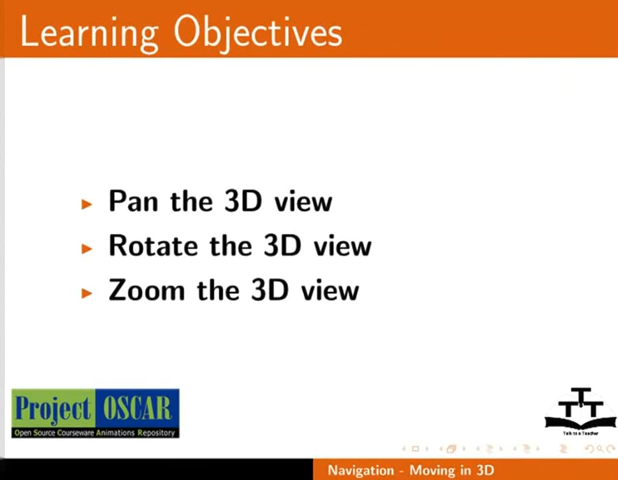 Learning Objectives
Pan the 3D view
Rotate the 3D view
Zoom the 3D view
Project OSCAR
Open Source Courseware Animations Repository
TTT
Talk to a Teacher
Navigation - Moving in 3D